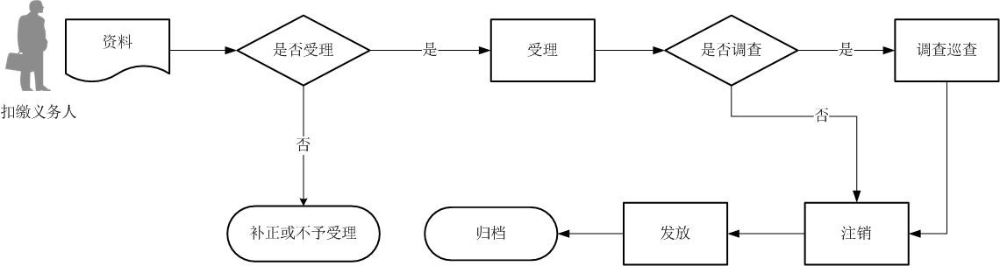 资料
是否受理
是
受理
是否调查
是
调查巡查
扣缴义务人
否
否
补正或不予受理
归档
发放
注销